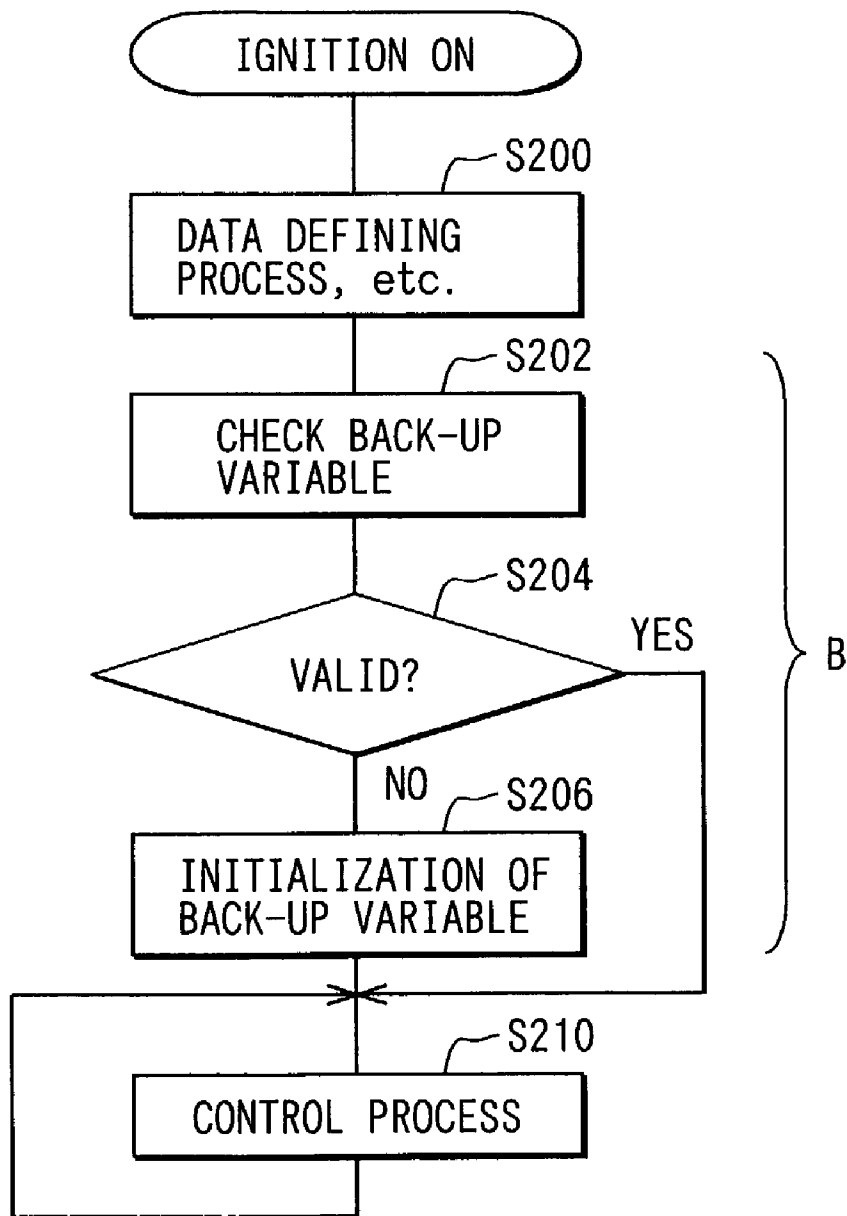 IGNITION ON
S200
DATA DEFINING
PROCESS, etc.
S202
CHECK BACK-UP
VARIABLE
S204
VALID?
YES
B
NO
S206
INITIALIZATION OF
BACK-UP VARIABLE
S210
CONTROL PROCESS